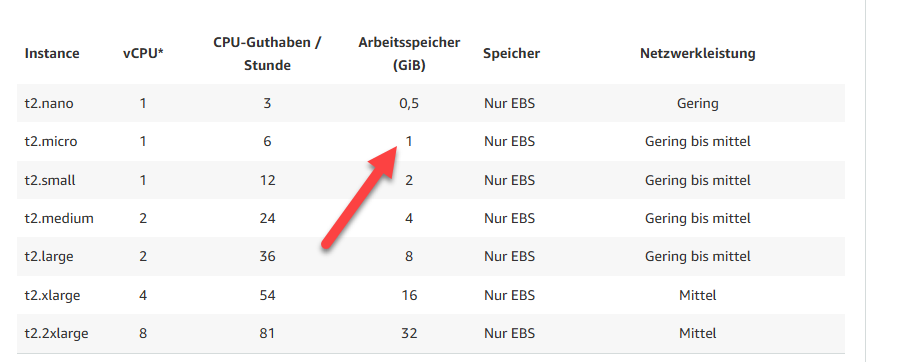 Instance vCPU* CPU-Guthaben / Stunde Arbeitsspeicher (GiB) Speicher Netzwerkleistung
t2.nano 1 3 0,5 Nur EBS Gering
t2.micro 1 6 1 Nur EBS Gering bis mittel
t2.small 1 12 2 Nur EBS Gering bis mittel
t2.medium 2 24 4 Nur EBS Gering bis mittel
t2.large 2 36 8 Nur EBS Gering bis mittel
t2.xlarge 4 54 16 Nur EBS Mittel
t2.2xlarge 8 81 32 Nur EBS Mittel